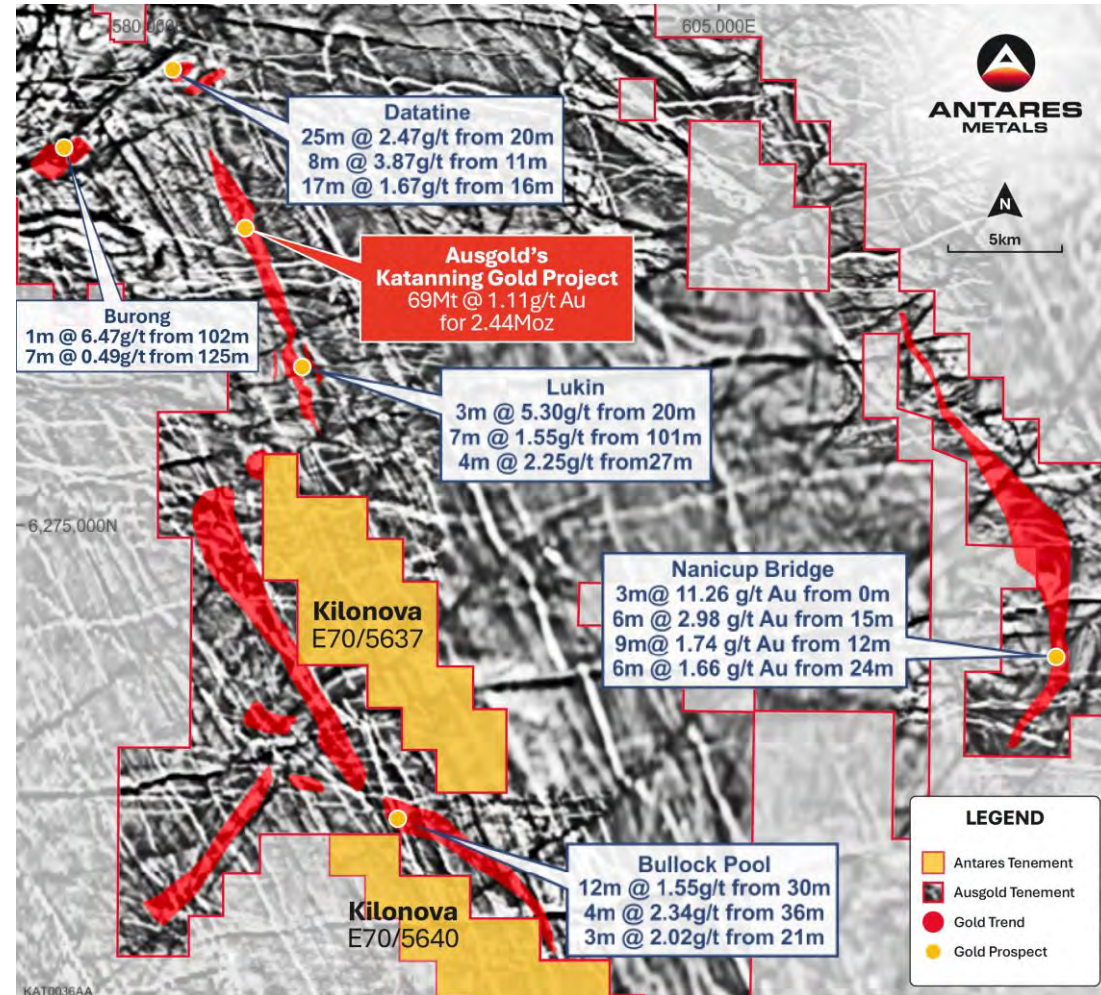 580,000E
605,000E
ANTARES
METALS
N
5km
Datatine
25m @ 2.47g/t from 20m
8m @ 3.87g/t from 11m
17m @ 1.67g/t from 16m
Ausgold's
Katanning Gold Project
69Mt @ 1.11g/t Au
for 2.44Moz
Burong
1m @ 6.47g/t from 102m
7m @ 0.49g/t from 125m
Lukin
3m @ 5.30g/t from 20m
7m @ 1.55g/t from 101m
4m @ 2.25g/t from27m
6,275,000N
Kilonova
E70/5637
Nanicup Bridge
3m@ 11.26 g/t Au from 0m
6m @ 2.98 g/t Au from 15m
9m@ 1.74 g/t Au from 12m
6m @ 1.66 g/t Au from 24m
Bullock Pool
12m @ 1.55g/t from 30m
4m @ 2.34g/t from 36m
3m @ 2.02g/t from 21m
Kilonova
E70/5640
LEGEND
Antares Tenement
Ausgold Tenement
Gold Trend
Gold Prospect
KAT0036AA